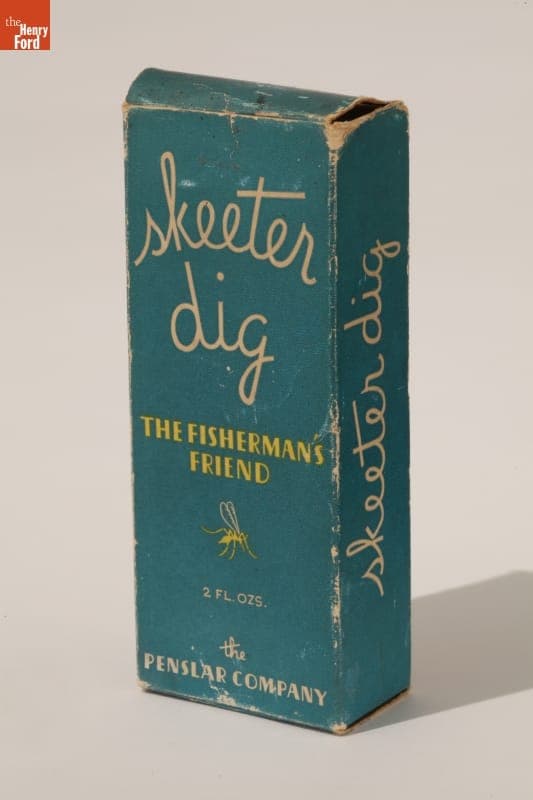 the
Henry
Ford
skeeter
dig
THE FISHERMAN'S
FRIEND
2 FL. OZS.
the
PENSLAR COMPANY
skeeter dig